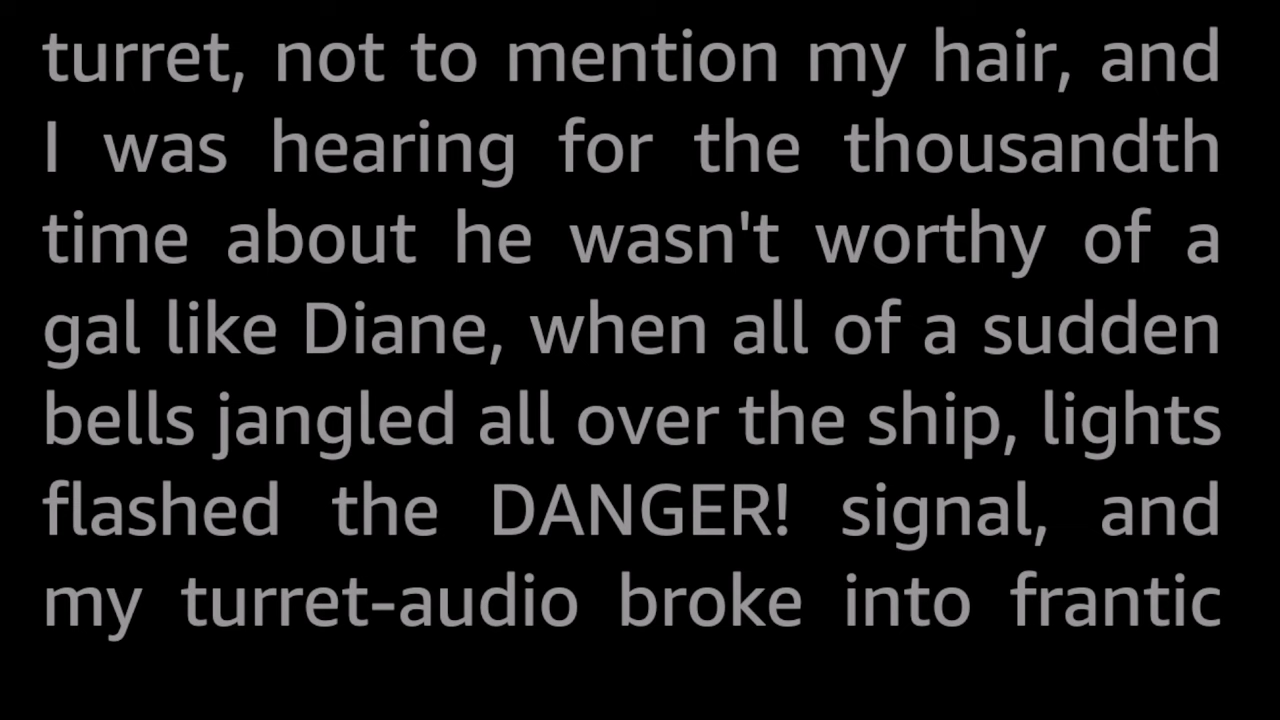 turret, not to mention my hair, and
I was hearing for the thousandth
time about he wasn't worthy of a
gal like Diane, when all of a sudden
bells jangled all over the ship, lights
flashed the DANGER! signal, and
my turret-audio broke into frantic